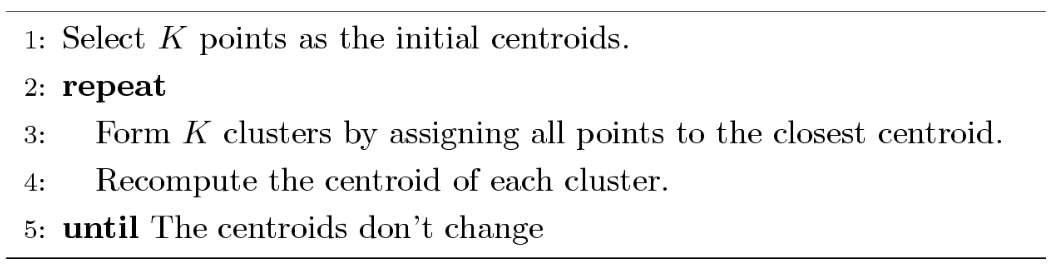 1: Select K points as the initial centroids.
2: repeat
3: Form K clusters by assigning all points to the closest centroid.
4: Recompute the centroid of each cluster.
5: until The centroids don't change